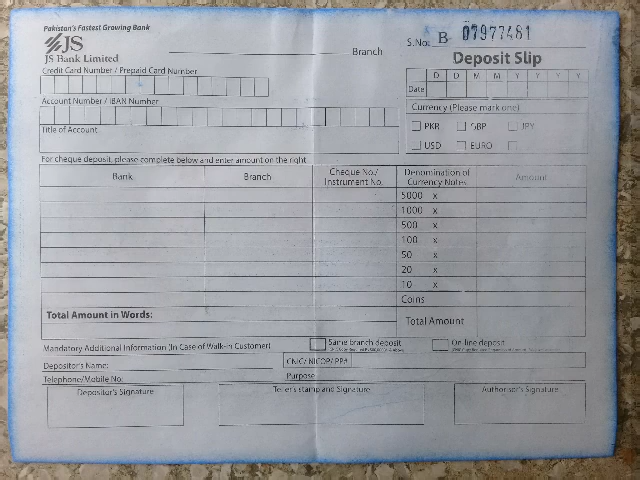 Pakistan's Fastest Growing Bank
JS
JS Bank Limited
Branch
S.No: B 07977481
Deposit Slip
Credit Card Number / Prepaid Card Number
D D M M Y Y Y Y
Date
Account Number / IBAN Number
Currency (Please mark one)
PKR GBP JPY
Title of Account
USD EURO
For cheque deposit, please complete below and enter amount on the right
Bank Branch Cheque No./ Instrument No. Denomination of Currency Notes Amount
5000 x
1000 x
500 x
100 x
50 x
20 x
10 x
Coins
Total Amount in Words:
Total Amount
Mandatory Additional Information (In Case of Walk-in Customer) Same branch deposit On line deposit
Depositor's Name: CNIC/ NICOP/ PP#
Telephone/Mobile No: Purpose
Depositor's Signature Teller's stamp and Signature Authorisor's Signature